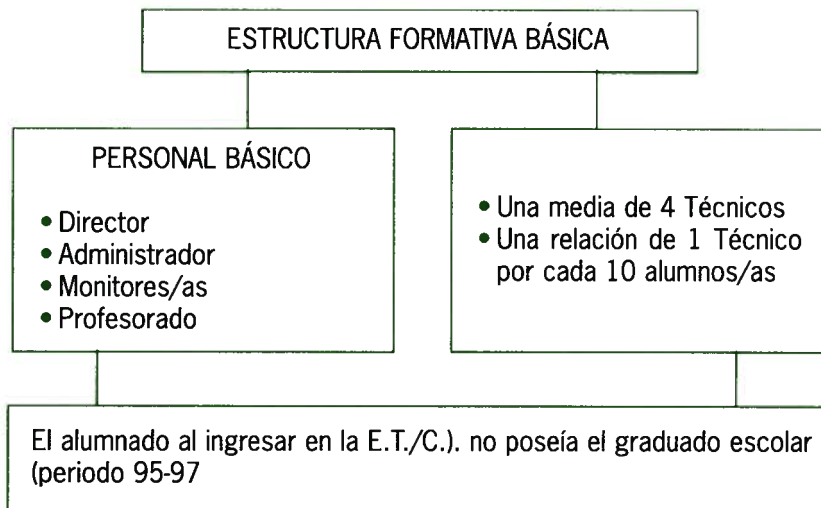 ESTRUCTURA FORMATIVA BÁSICA
PERSONAL BÁSICO
• Director
• Administrador
• Monitores/as
• Profesorado
• Una media de 4 Técnicos
• Una relación de 1 Técnico
por cada 10 alumnos/as
El alumnado al ingresar en la E.T./C.). no poseía el graduado escolar
(periodo 95-97